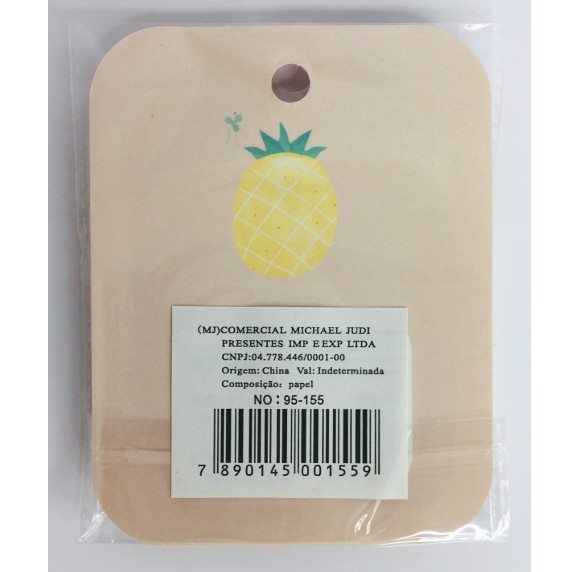 (MJ)COMERCIAL MICHAEL JUDI
PRESENTES IMP E EXP LTDA
CNPJ:04.778.446/0001-00
Origem: China Val: Indeterminada
Composição: papel
NO：95-155
7 890145 001559